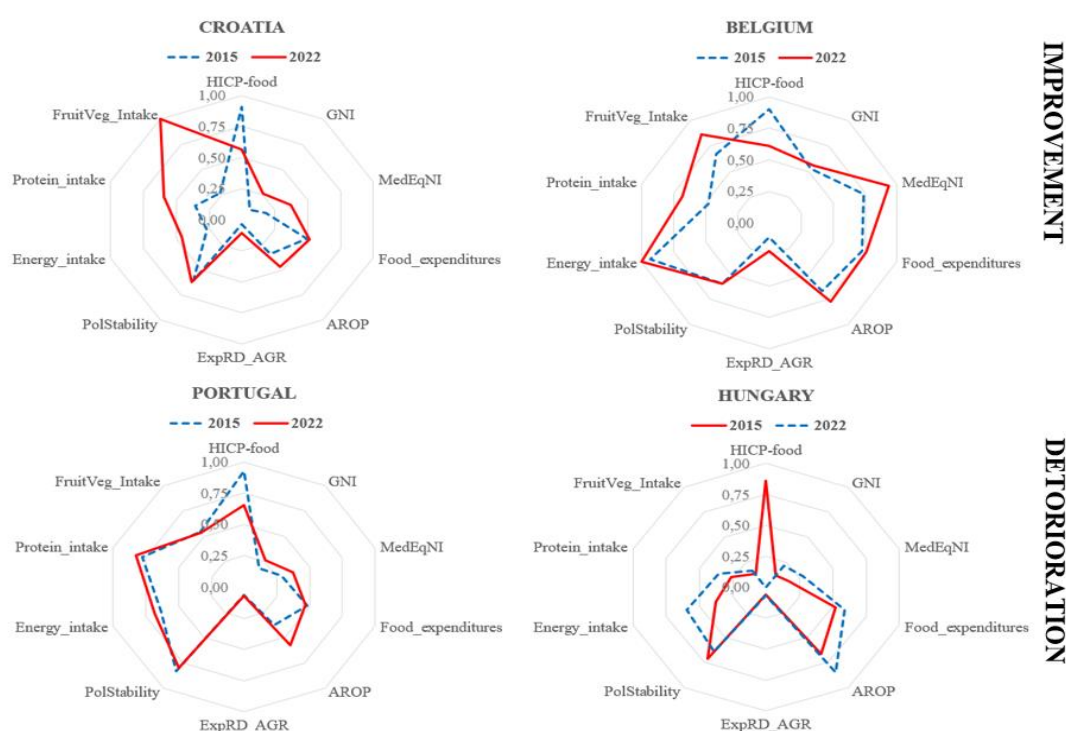 CROATIA
2015 2022
HICP-food
GNI
MedEqNI
Food_expenditures
AROP
ExpRD_AGR
PolStability
Energy_intake
Protein_intake
FruitVeg_Intake
1,00
0,75
0,50
0,25
0,00
BELGIUM
2015 2022
HICP-food
GNI
MedEqNI
Food_expenditures
AROP
ExpRD_AGR
PolStability
Energy_intake
Protein_intake
FruitVeg_Intake
1,00
0,75
0,50
0,25
0,00
IMPROVEMENT
PORTUGAL
2015 2022
HICP-food
GNI
MedEqNI
Food_expenditures
AROP
ExpRD_AGR
PolStability
Energy_intake
Protein_intake
FruitVeg_Intake
1,00
0,75
0,50
0,25
0,00
HUNGARY
2015 2022
HICP-food
GNI
MedEqNI
Food_expenditures
AROP
ExpRD_AGR
PolStability
Energy_intake
Protein_intake
FruitVeg_Intake
1,00
0,75
0,50
0,25
0,00
DETORIORATION